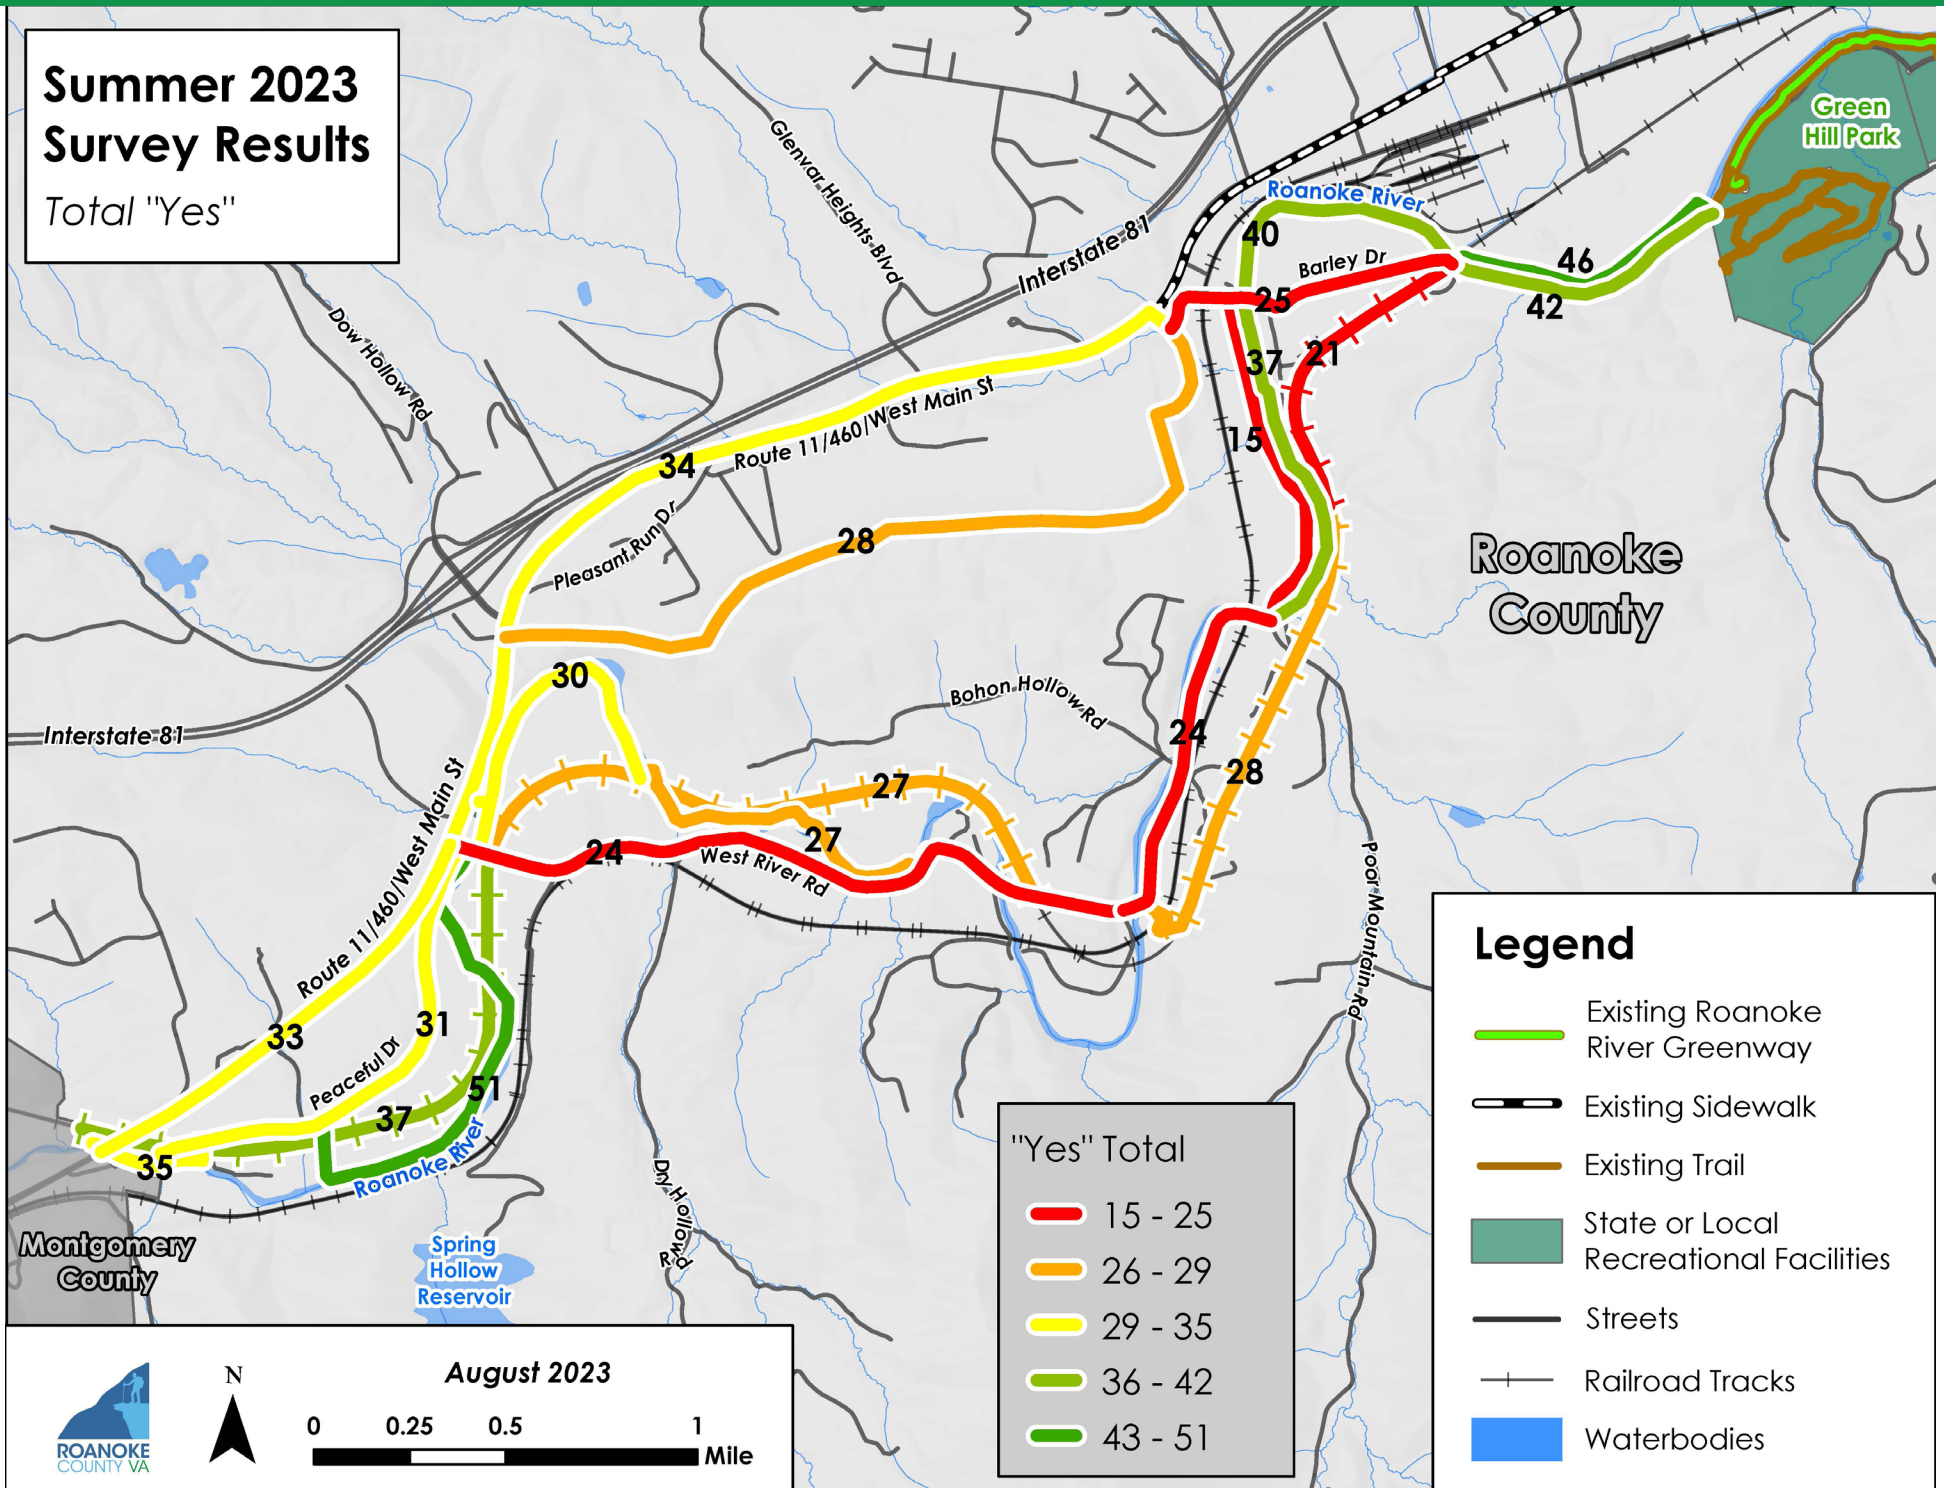 Summer 2023
Survey Results
Total "Yes"
Green
Hill Park
Glenvar Heights Blvd
Roanoke River
40
Interstate 81
Barley Dr
46
25
42
Dow Hollow Rd
37
21
Route 11/460/West Main St
15
34
Pleasant Run Dr
28
Roanoke
County
30
Bohon Hollow Rd
Interstate 81
24
28
Route 11/460/West Main St
27
27
24
West River Rd
Poor Mountain Rd
33
31
Peaceful Dr
51
37
35
Roanoke River
Dry Hollow
Rd
Montgomery
County
Spring
Hollow
Reservoir
"Yes" Total
15 - 25
26 - 29
29 - 35
36 - 42
43 - 51
Legend
Existing Roanoke
River Greenway
Existing Sidewalk
Existing Trail
State or Local
Recreational Facilities
Streets
Railroad Tracks
Waterbodies
ROANOKE
COUNTY VA
N
August 2023
0 0.25 0.5 1
Mile